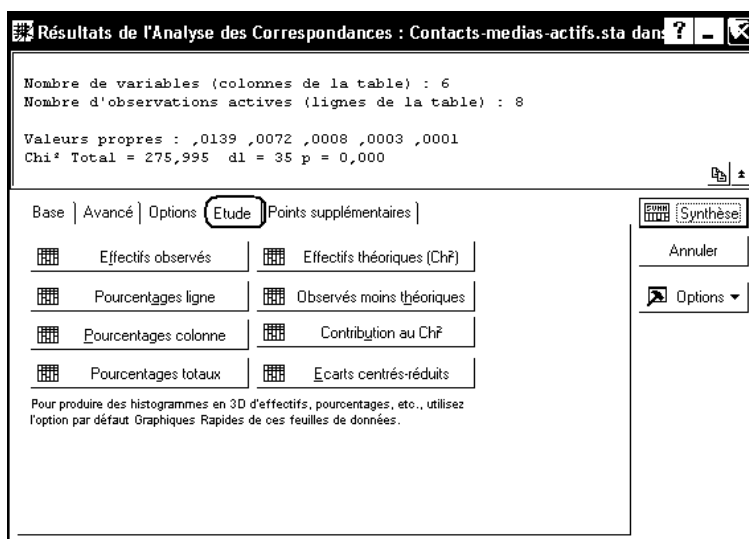 Résultats de l'Analyse des Correspondances : Contacts-medias-actifs.sta dans
Nombre de variables (colonnes de la table) : 6
Nombre d'observations actives (lignes de la table) : 8
Valeurs propres : ,0139 ,0072 ,0008 ,0003 ,0001
Chi² Total = 275,995 dl = 35 p = 0,000
Base Avancé Options Etude Points supplémentaires
Synthèse
Effectifs observés Effectifs théoriques (Chi²)
Annuler
Pourcentages ligne Observés moins théoriques
Options
Pourcentages colonne Contribution au Chi²
Pourcentages totaux Ecarts centrés-réduits
Pour produire des histogrammes en 3D d'effectifs, pourcentages, etc., utilisez
l'option par défaut Graphiques Rapides de ces feuilles de données.